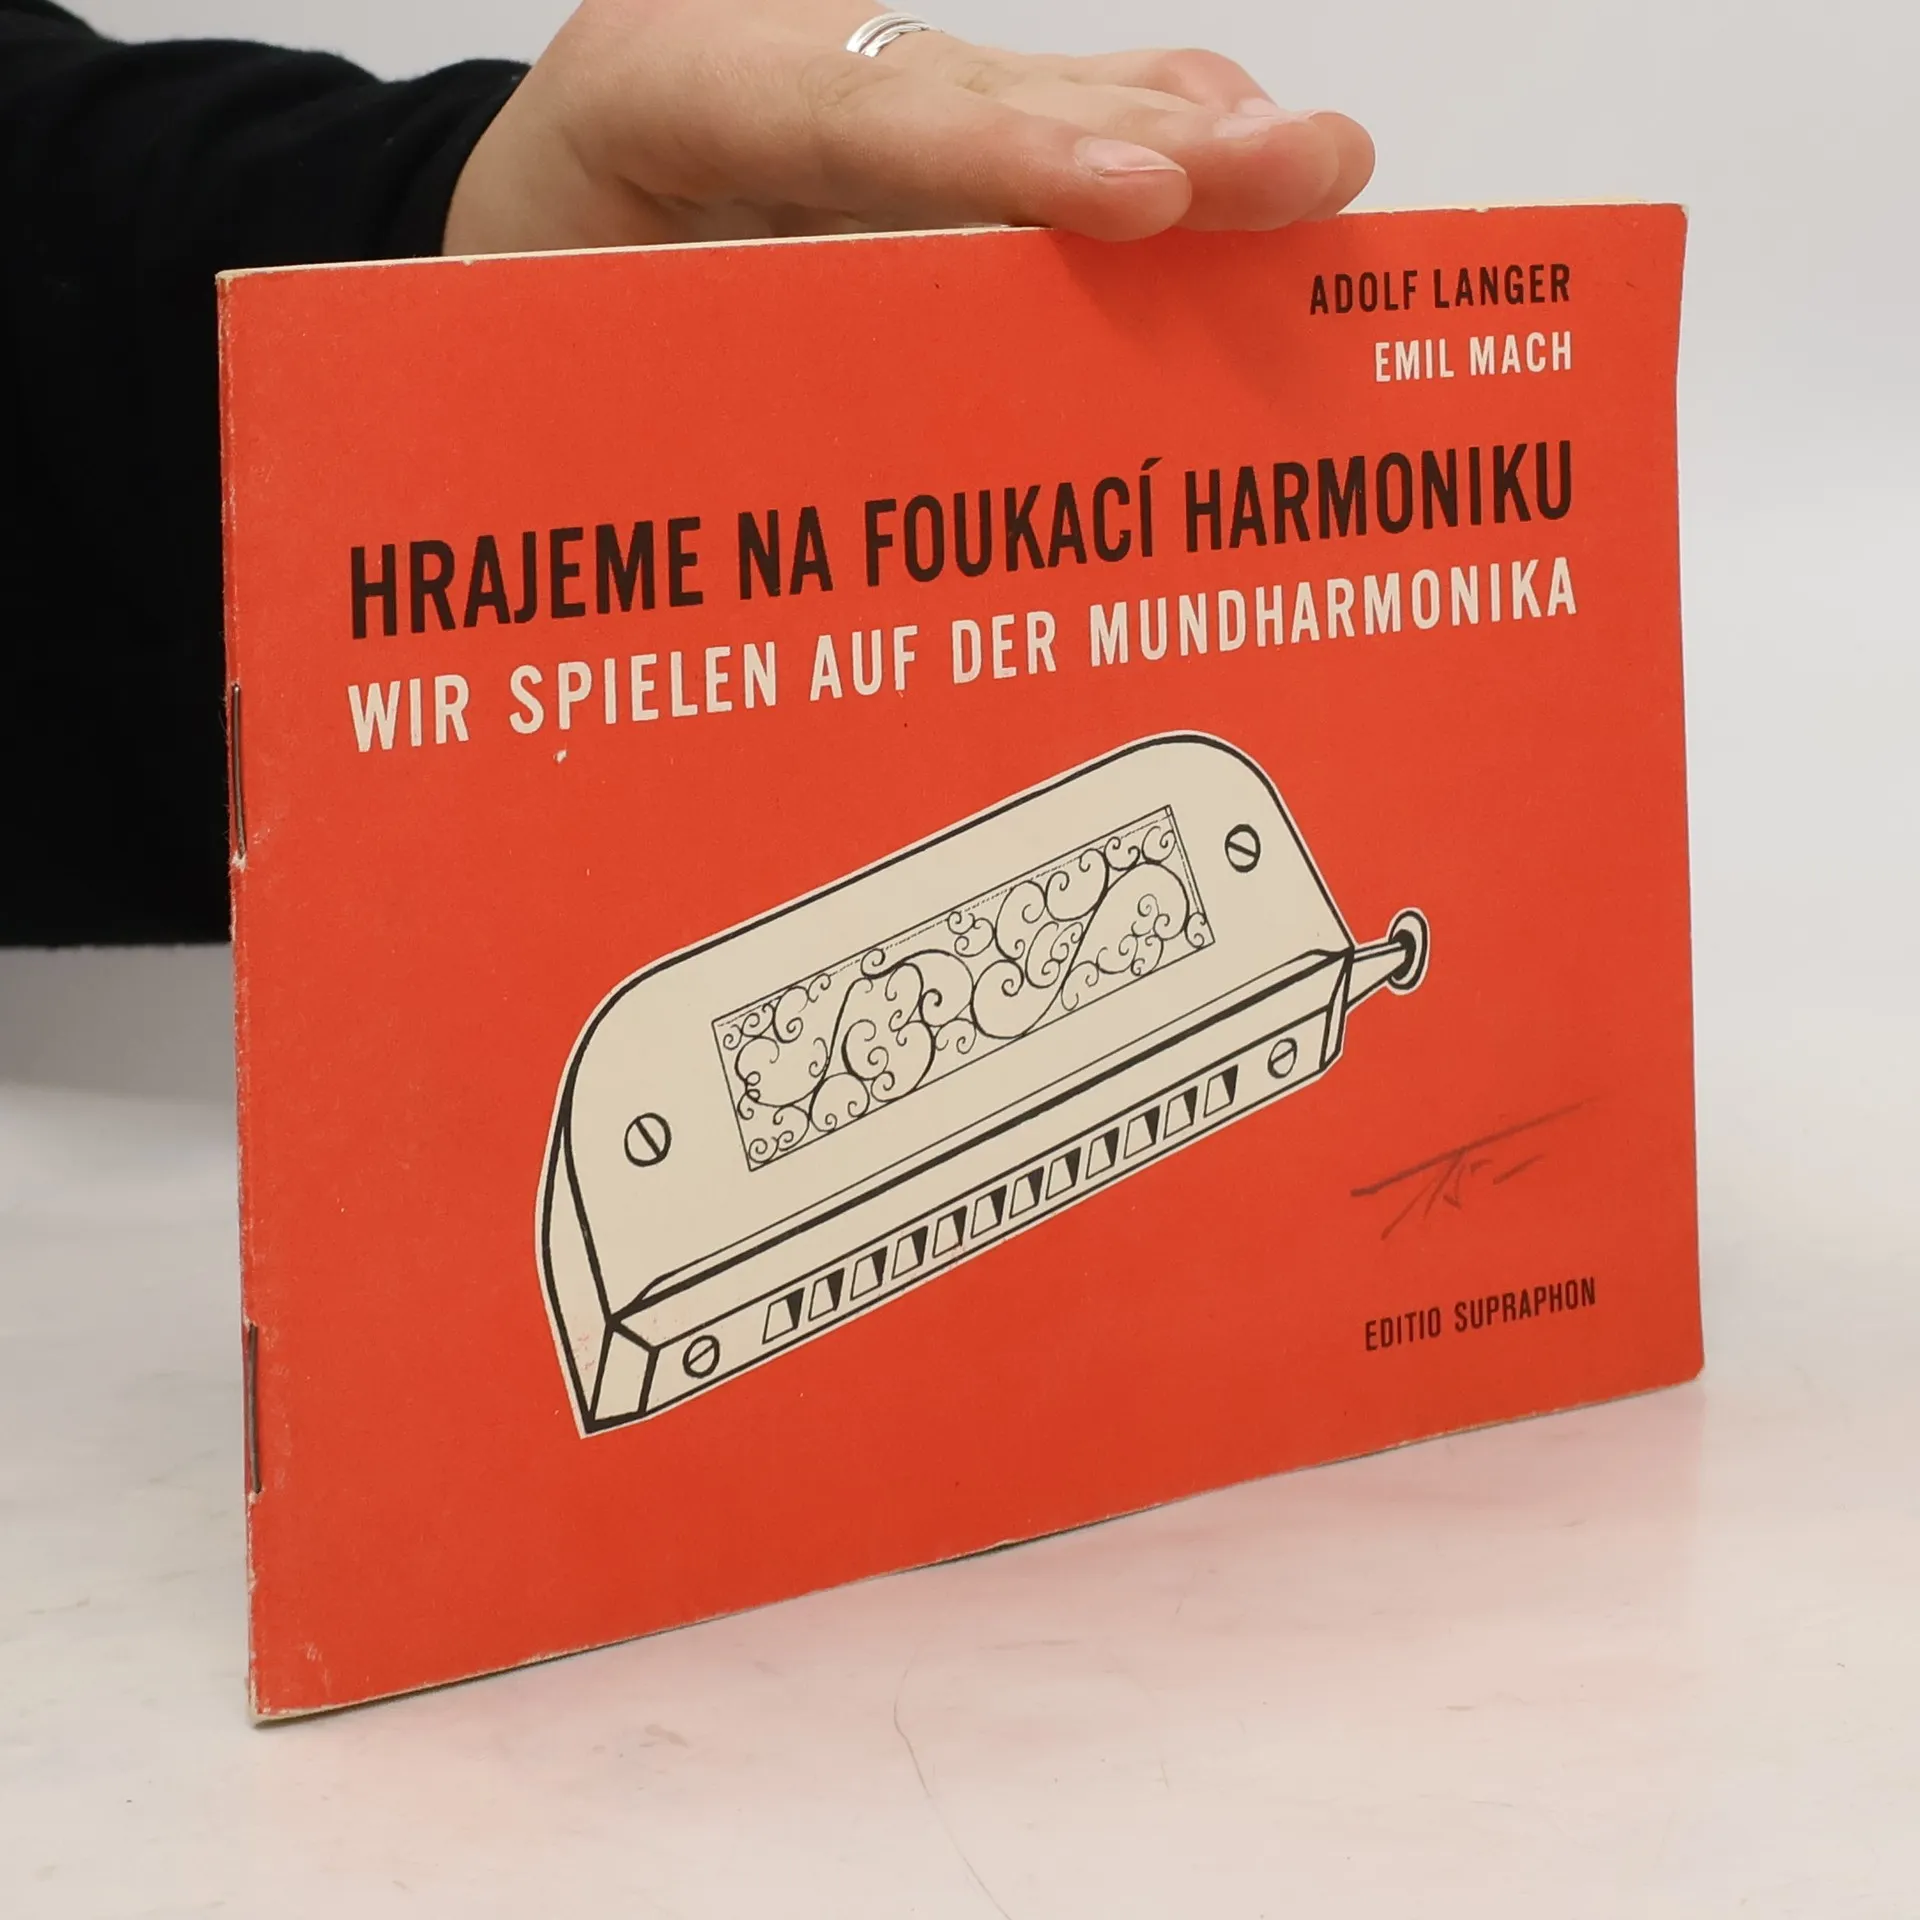 ADOLF LANGER
EMIL MACH
HRAJEME NA FOUKACÍ HARMONIKU
WIR SPIELEN AUF DER MUNDHARMONIKA
EDITIO SUPRAPHON